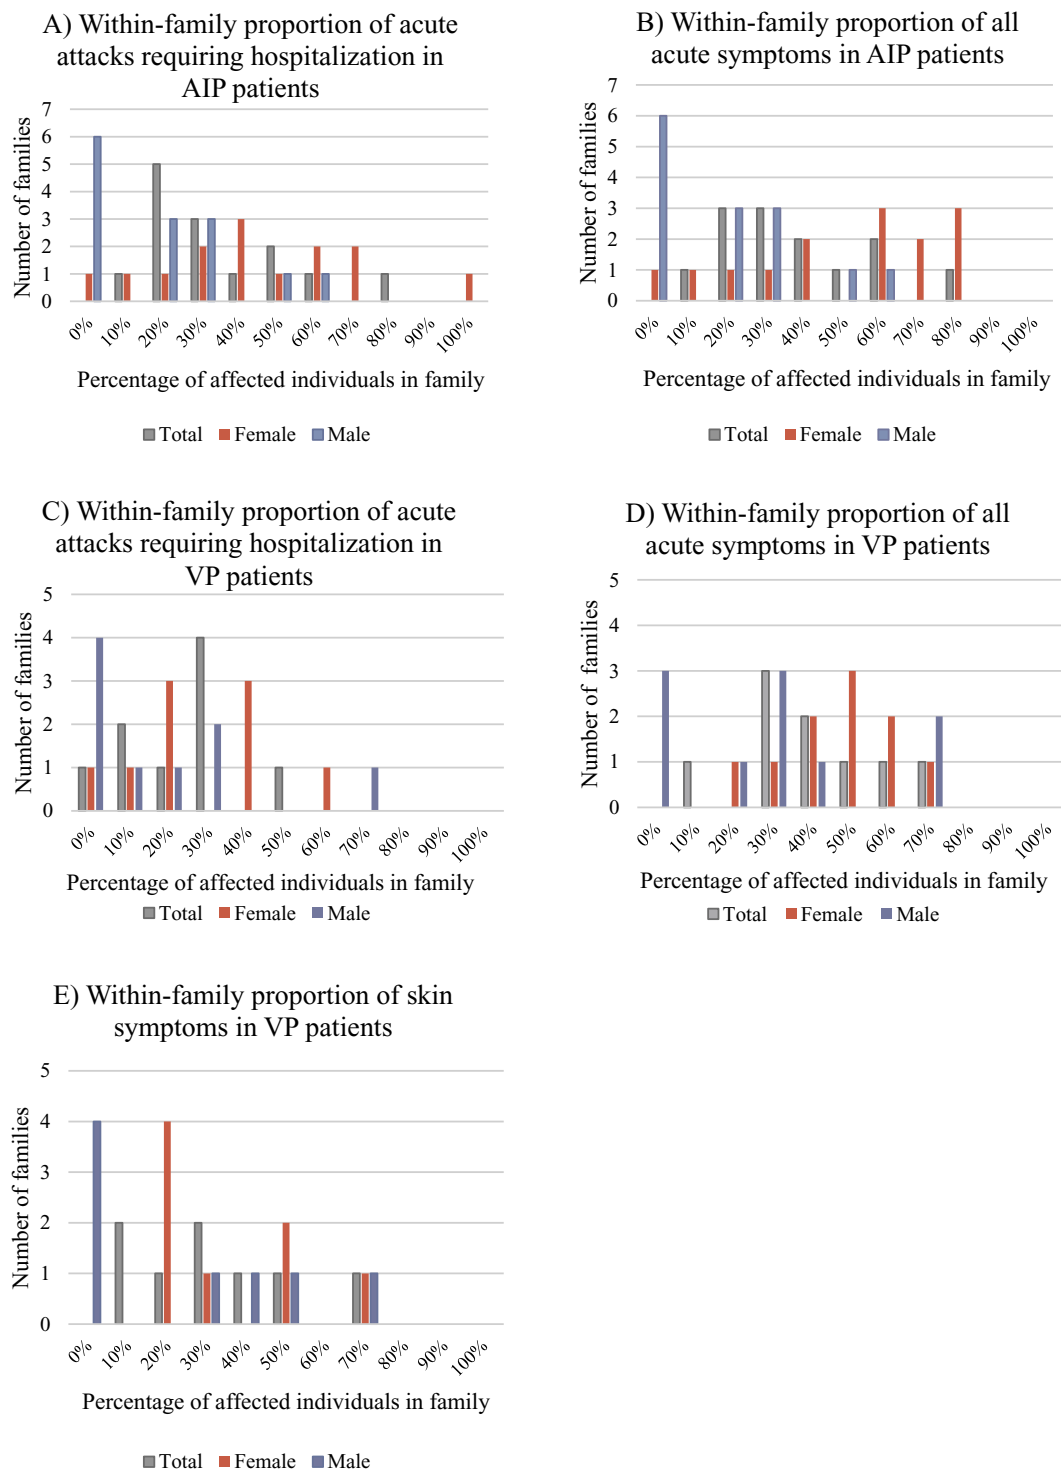 A) Within-family proportion of acute
attacks requiring hospitalization in
AIP patients
7
6
5
4
3
2
1
0
Number of families
0% 10% 20% 30% 40% 50% 60% 70% 80% 90% 100%
Percentage of affected individuals in family
Total Female Male
B) Within-family proportion of all
acute symptoms in AIP patients
7
6
5
4
3
2
1
0
Number of families
0% 10% 20% 30% 40% 50% 60% 70% 80% 90% 100%
Percentage of affected individuals in family
Total Female Male
C) Within-family proportion of acute
attacks requiring hospitalization in
VP patients
5
4
3
2
1
0
Number of families
0% 10% 20% 30% 40% 50% 60% 70% 80% 90% 100%
Percentage of affected individuals in family
Total Female Male
D) Within-family proportion of all
acute symptoms in VP patients
5
4
3
2
1
0
Number of families
0% 10% 20% 30% 40% 50% 60% 70% 80% 90% 100%
Percentage of affected individuals in family
Total Female Male
E) Within-family proportion of skin
symptoms in VP patients
5
4
3
2
1
0
Number of families
0% 10% 20% 30% 40% 50% 60% 70% 80% 90% 100%
Percentage of affected individuals in family
Total Female Male